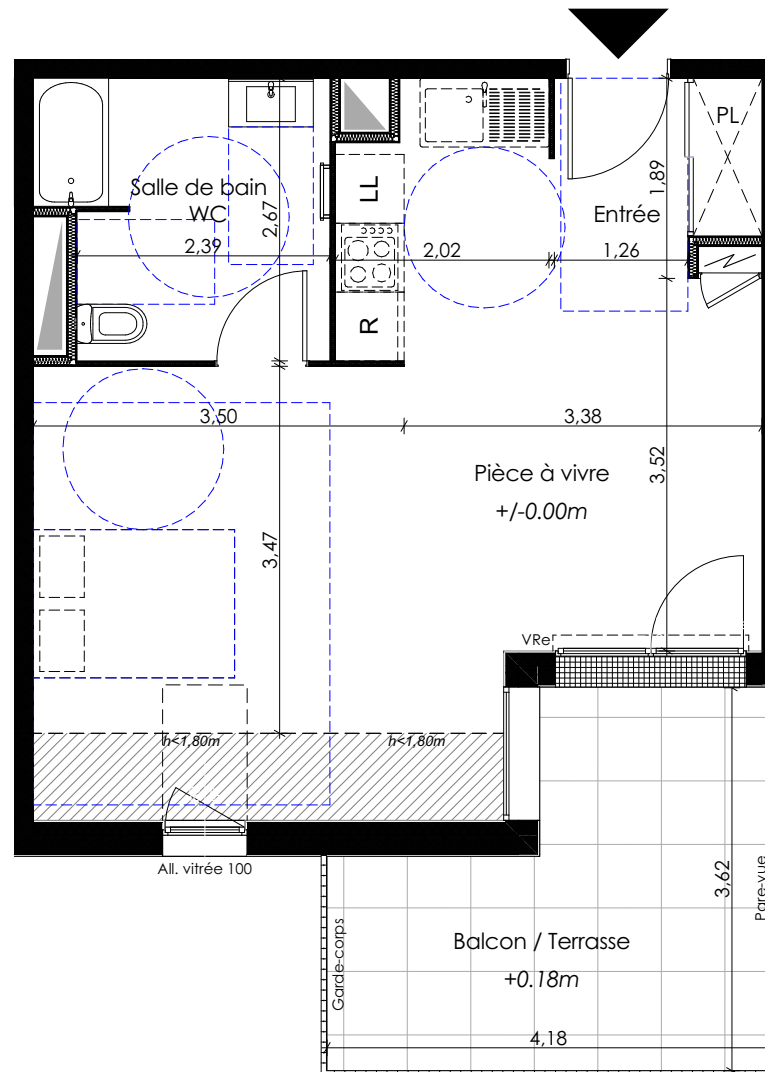 PL
1,89
Salle de bain
WC
2,67
LL
Entrée
2,39
2,02
1,26
R
3,50
3,38
3,52
Pièce à vivre
+/-0.00m
3,47
VRe
h<1,80m
h<1,80m
All. vitrée 100
3,62
Pare-vue
Garde-corps
Balcon / Terrasse
+0.18m
4,18